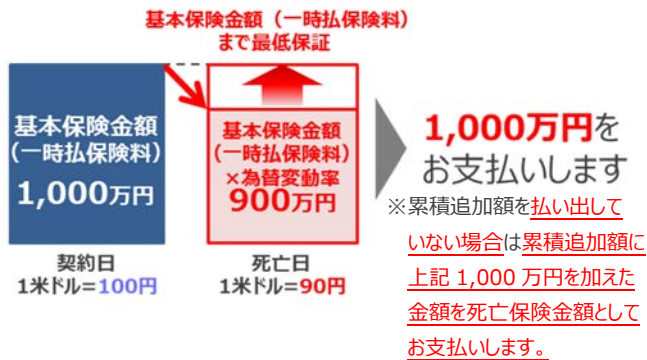 基本保険金額（一時払保険料）
まで最低保証
基本保険金額
（一時払保険料）
1,000万円
契約日
1米ドル＝100円
基本保険金額
（一時払保険料）
×為替変動率
900万円
死亡日
1米ドル＝90円
1,000万円を
お支払いします
※累積追加額を払い出して
いない場合は累積追加額に
上記 1,000 万円を加えた
金額を死亡保険金額として
お支払いします。